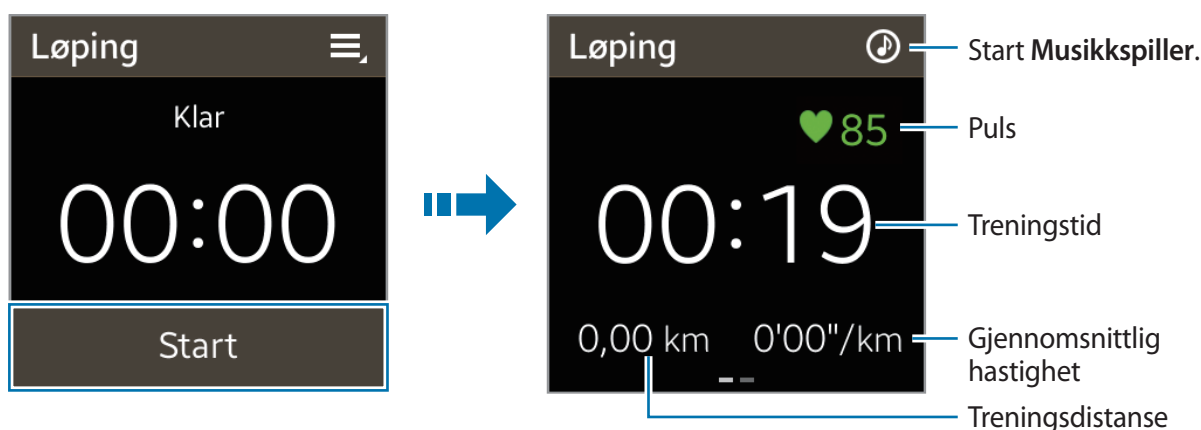 Løping
Klar
00:00
Start
Løping
85
00:19
0,00 km 0'00"/km
Start Musikkspiller.
Puls
Treningstid
Gjennomsnittlig
hastighet
Treningsdistanse